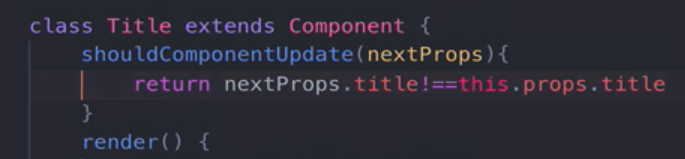 class Title extends Component {
shouldComponentUpdate(nextProps){
return nextProps.title!==this.props.title
}
render() {